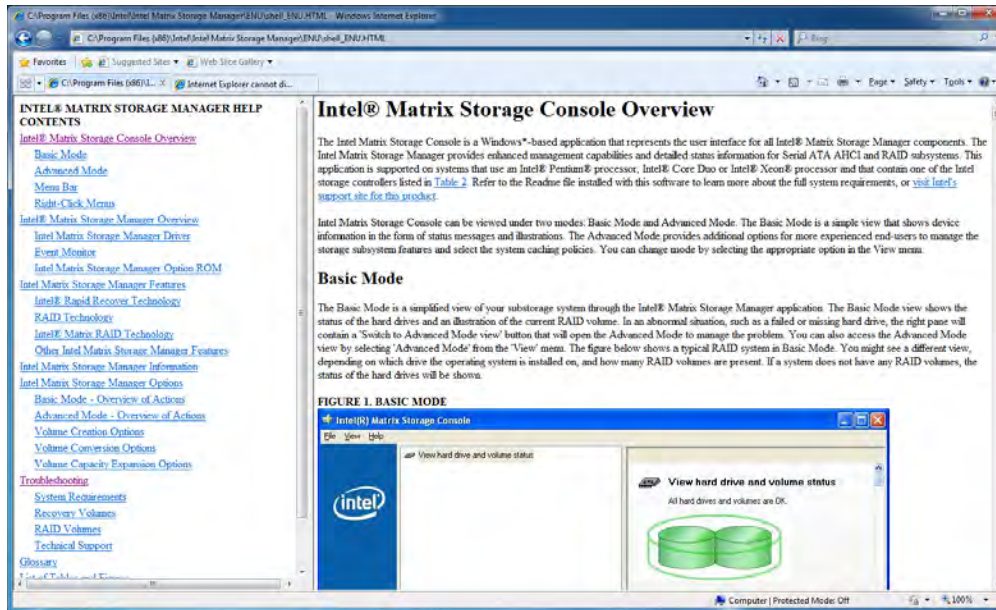 C:\Program Files (x86)\Intel\Intel Matrix Storage Manager\ENU\shell_ENU.HTML - Windows Internet Explorer
C:\Program Files (x86)\Intel\Intel Matrix Storage Manager\ENU\shell_ENU.HTML
Bing
Favorites
Suggested Sites
Web Slice Gallery
C:\Program Files (x86)\I...
Internet Explorer cannot di...
Page
Safety
Tools
INTEL® MATRIX STORAGE MANAGER HELP
CONTENTS
Intel® Matrix Storage Console Overview
Basic Mode
Advanced Mode
Menu Bar
Right-Click Menus
Intel® Matrix Storage Manager Overview
Intel Matrix Storage Manager Driver
Event Monitor
Intel Matrix Storage Manager Option ROM
Intel Matrix Storage Manager Features
Intel® Rapid Recover Technology
RAID Technology
Intel® Matrix RAID Technology
Other Intel Matrix Storage Manager Features
Intel Matrix Storage Manager Information
Intel Matrix Storage Manager Options
Basic Mode - Overview of Actions
Advanced Mode - Overview of Actions
Volume Creation Options
Volume Conversion Options
Volume Capacity Expansion Options
Troubleshooting
System Requirements
Recovery Volumes
RAID Volumes
Technical Support
Glossary
List of Tables and Figures
Intel® Matrix Storage Console Overview
The Intel Matrix Storage Console is a Windows*-based application that represents the user interface for all Intel® Matrix Storage Manager components. The
Intel Matrix Storage Manager provides enhanced management capabilities and detailed status information for Serial ATA AHCI and RAID subsystems. This
application is supported on systems that use an Intel® Pentium® processor, Intel® Core Duo or Intel® Xeon® processor and that contain one of the Intel
storage controllers listed in Table 2. Refer to the Readme file installed with this software to learn more about the full system requirements, or visit Intel's
support site for this product.
Intel Matrix Storage Console can be viewed under two modes: Basic Mode and Advanced Mode. The Basic Mode is a simple view that shows device
information in the form of status messages and illustrations. The Advanced Mode provides additional options for more experienced end-users to manage the
storage subsystem features and select the system caching policies. You can change mode by selecting the appropriate option in the View menu.
Basic Mode
The Basic Mode is a simplified view of your substorage system through the Intel® Matrix Storage Manager application. The Basic Mode view shows the
status of the hard drives and an illustration of the current RAID volume. In an abnormal situation, such as a failed or missing hard drive, the right pane will
contain a 'Switch to Advanced Mode view' button that will open the Advanced Mode to manage the problem. You can also access the Advanced Mode
view by selecting 'Advanced Mode' from the 'View' menu. The figure below shows a typical RAID system in Basic Mode. You might see a different view,
depending on which drive the operating system is installed on, and how many RAID volumes are present. If a system does not have any RAID volumes, the
status of the hard drives will be shown.
FIGURE 1. BASIC MODE
Intel(R) Matrix Storage Console
File View Help
View hard drive and volume status
intel
View hard drive and volume status
All hard drives and volumes are OK.
Computer | Protected Mode: Off
100%